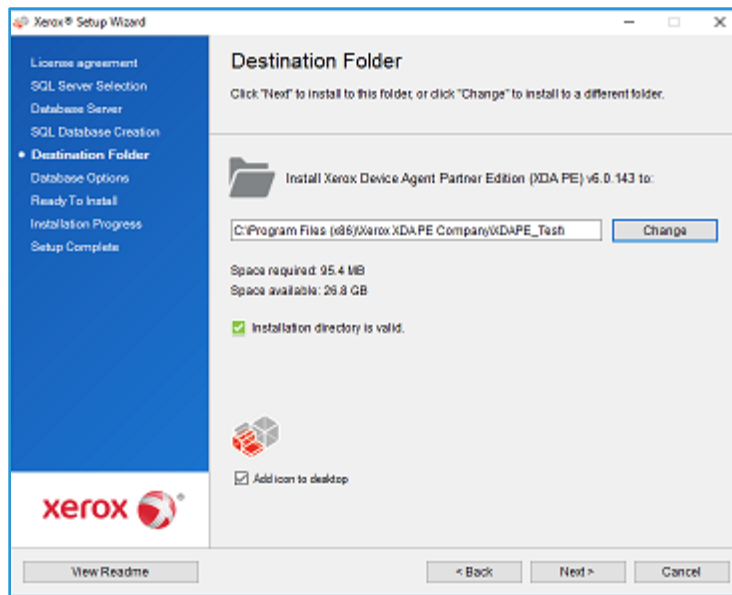 Xerox® Setup Wizard
License agreement
SQL Server Selection
Database Server
SQL Database Creation
Destination Folder
Database Options
Ready To Install
Installation Progress
Setup Complete
Destination Folder
Click "Next" to install to this folder, or click "Change" to install to a different folder.
Install Xerox Device Agent Partner Edition (XDA PE) v6.0.143 to:
C:\Program Files (x86)\Xerox XDA PE Company\XDAPE_Test\
Change
Space required: 95.4 MB
Space available: 26.8 GB
Installation directory is valid.
Add icon to desktop
xerox®
View Readme
< Back
Next >
Cancel